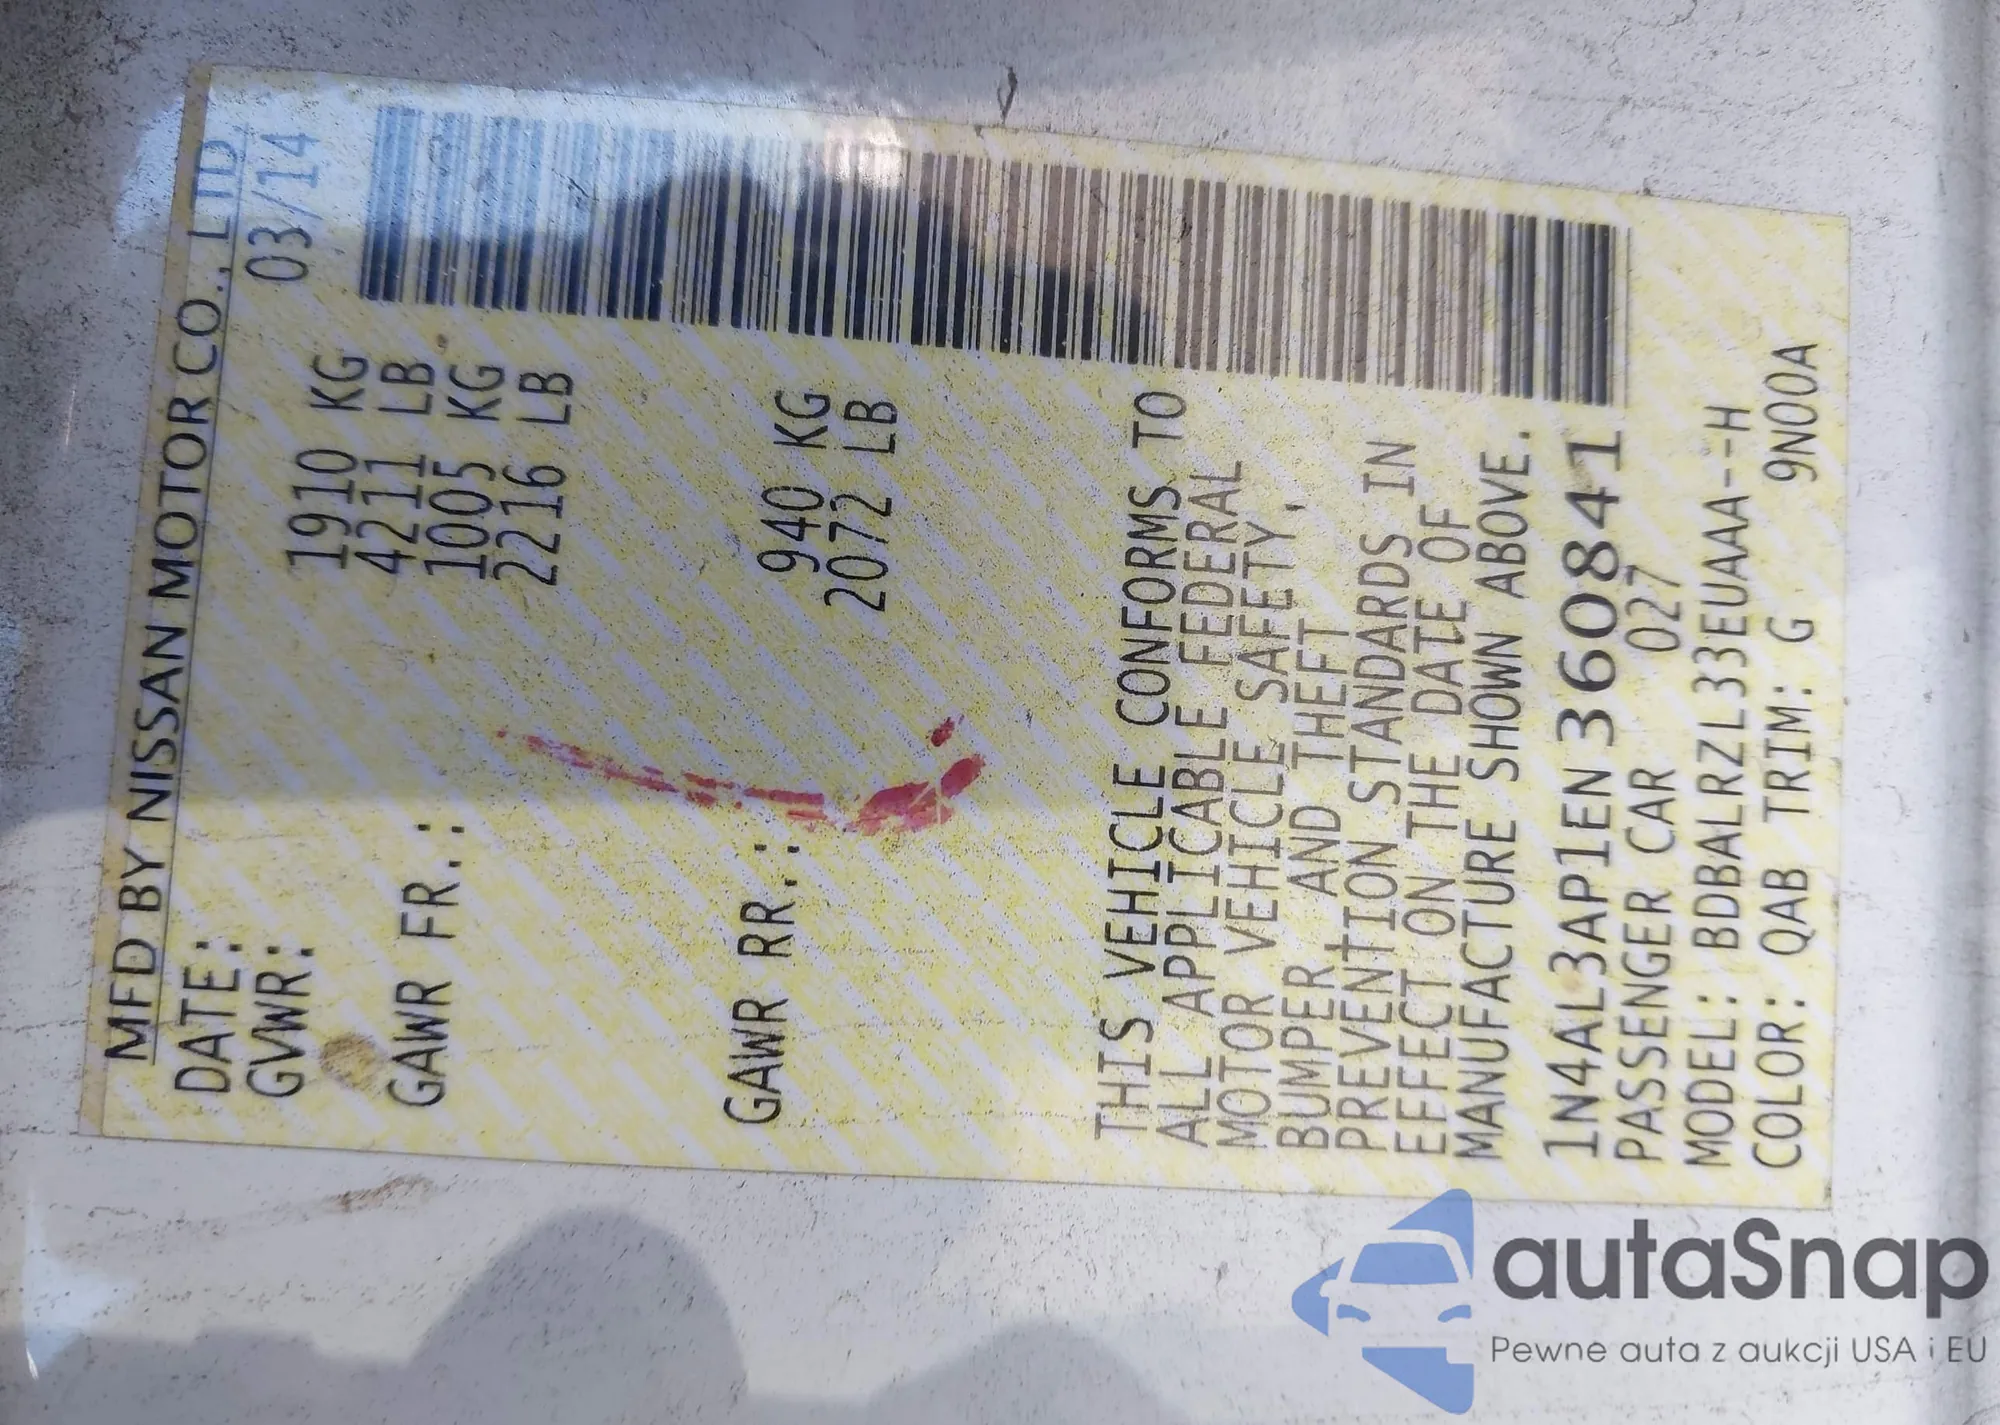 MFD BY NISSAN MOTOR CO., LTD.
DATE: 03/14
GVWR: 1910 KG
4211 LB
GAWR FR.: 1005 KG
2216 LB
GAWR RR.: 940 KG
2072 LB
THIS VEHICLE CONFORMS TO
ALL APPLICABLE FEDERAL
MOTOR VEHICLE SAFETY,
BUMPER AND THEFT
PREVENTION STANDARDS IN
EFFECT ON THE DATE OF
MANUFACTURE SHOWN ABOVE.
1N4AL3AP1EN360841
PASSENGER CAR 027
MODEL: BDBALRZL33EUAAA--H
COLOR: QAB TRIM: G 9N00A
autaSnap
Pewne auta z aukcji USA i EU